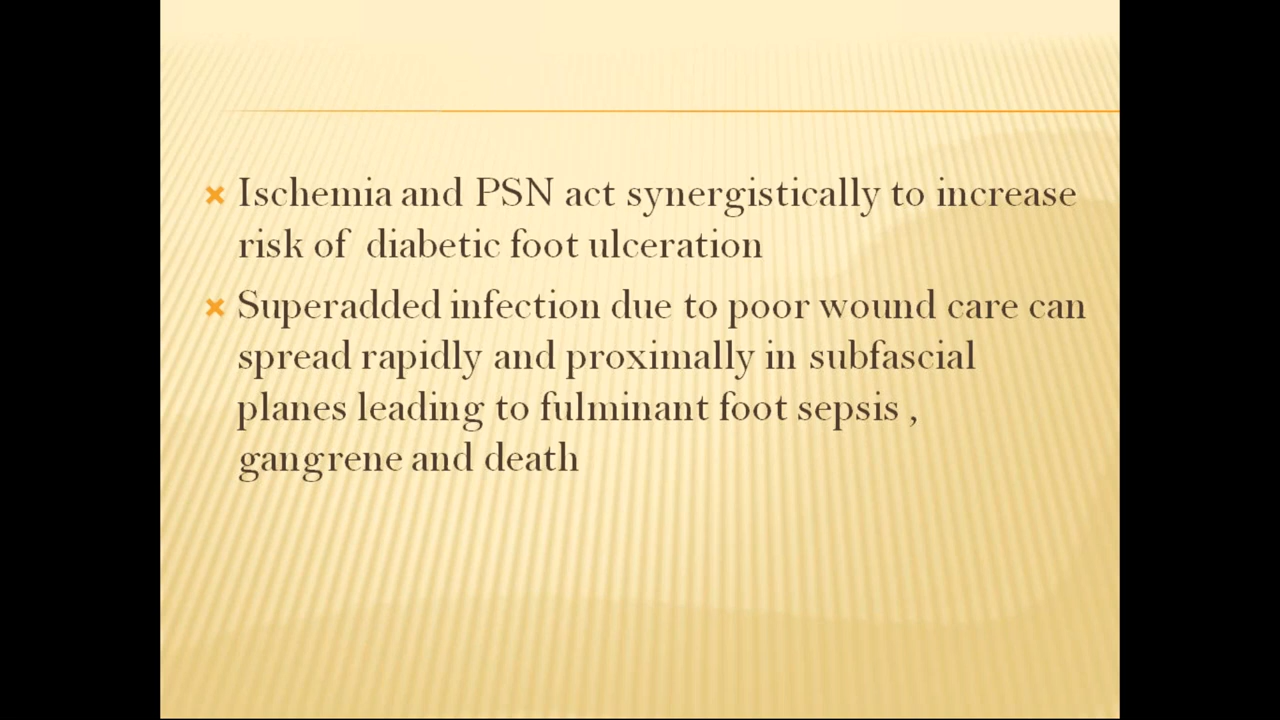 Ischemia and PSN act synergistically to increase
risk of diabetic foot ulceration
Superadded infection due to poor wound care can
spread rapidly and proximally in subfascial
planes leading to fulminant foot sepsis ,
gangrene and death